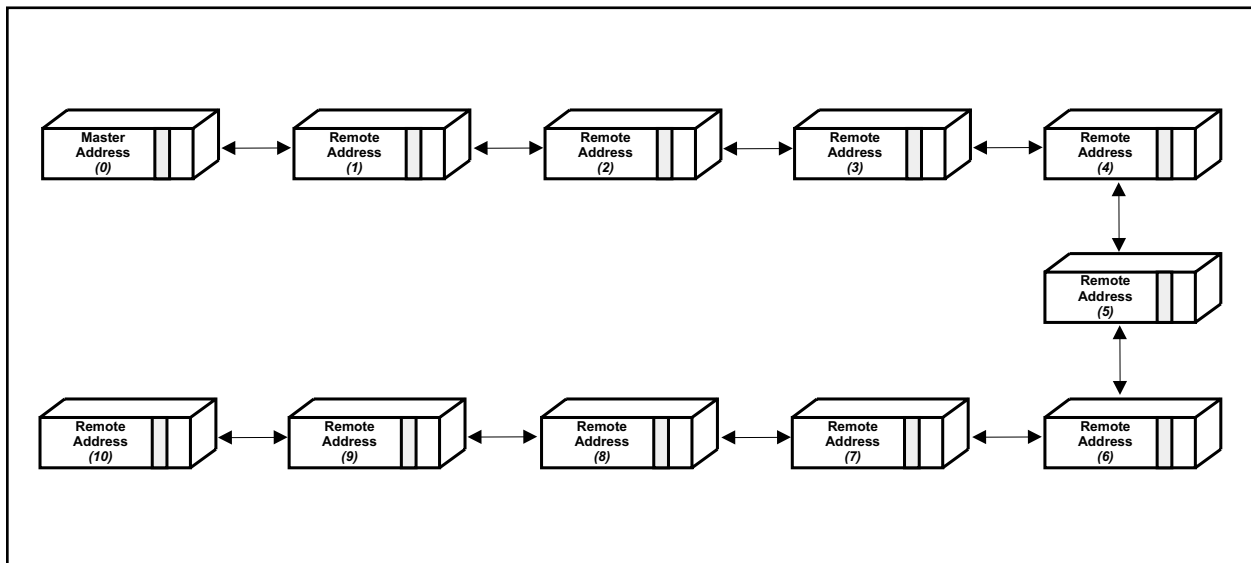 Master
Address
(0)
Remote
Address
(1)
Remote
Address
(2)
Remote
Address
(3)
Remote
Address
(4)
Remote
Address
(5)
Remote
Address
(10)
Remote
Address
(9)
Remote
Address
(8)
Remote
Address
(7)
Remote
Address
(6)